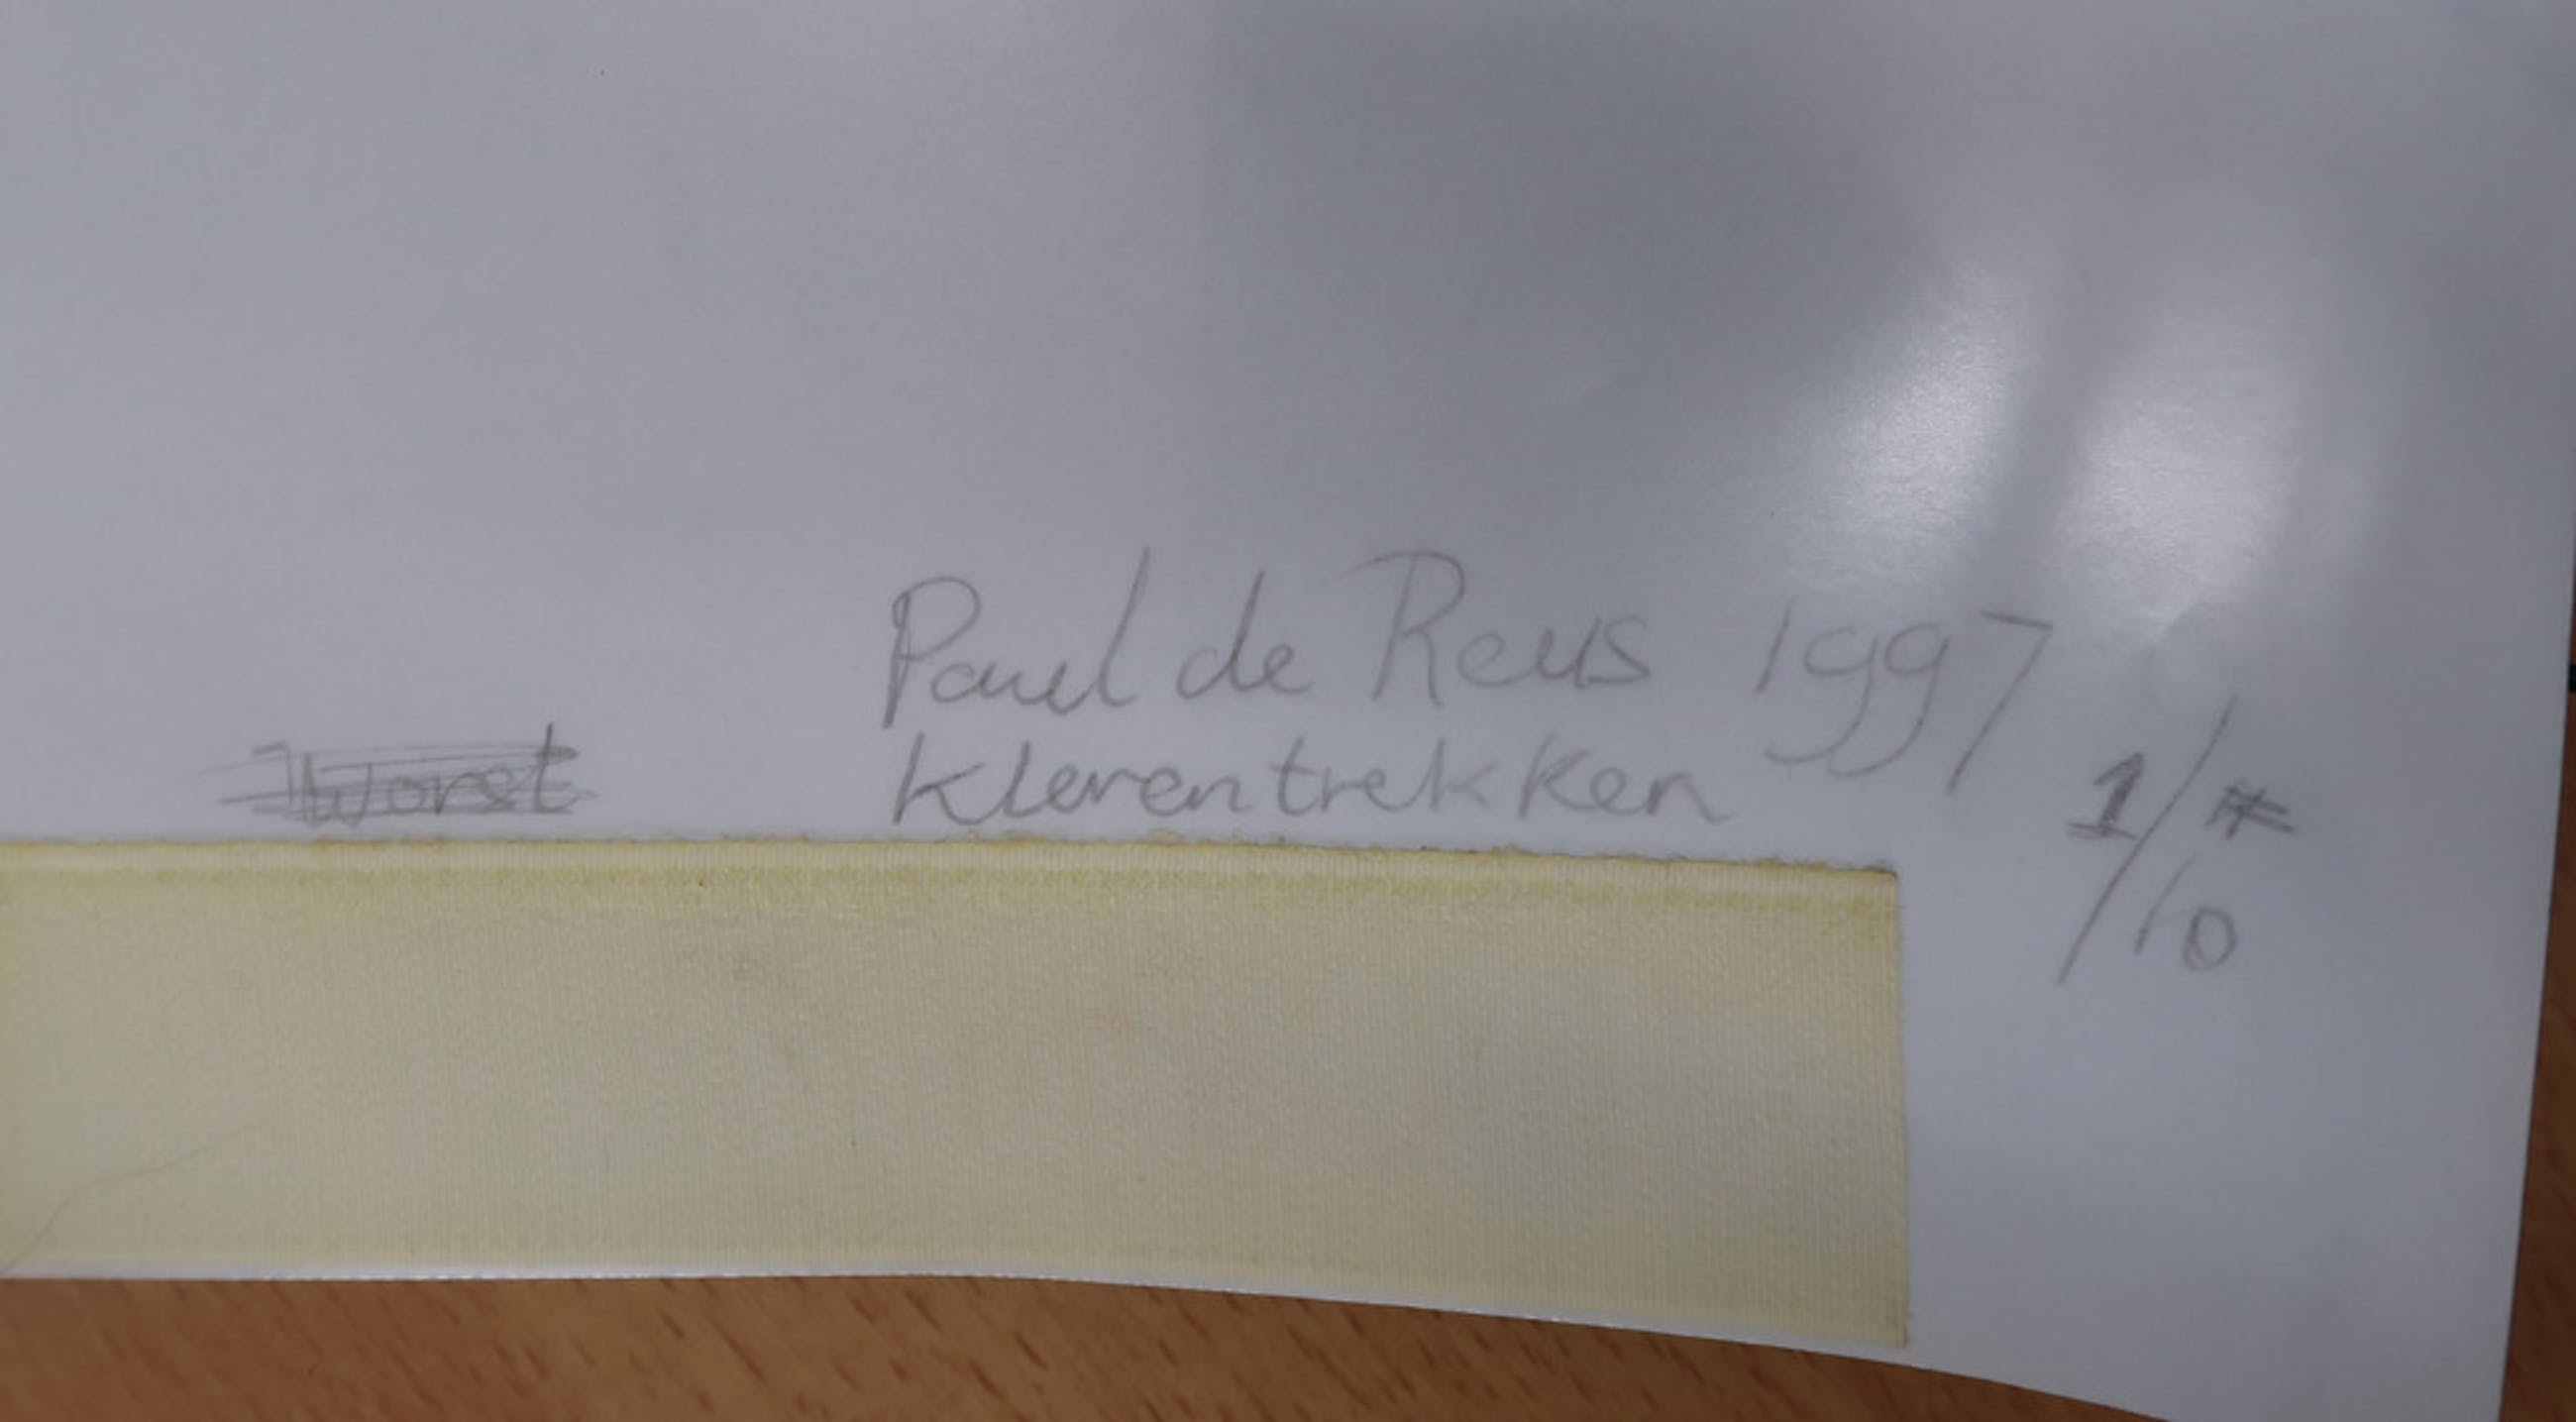 Paul de Reus 1997
Klerentrekken
Worst
1/10